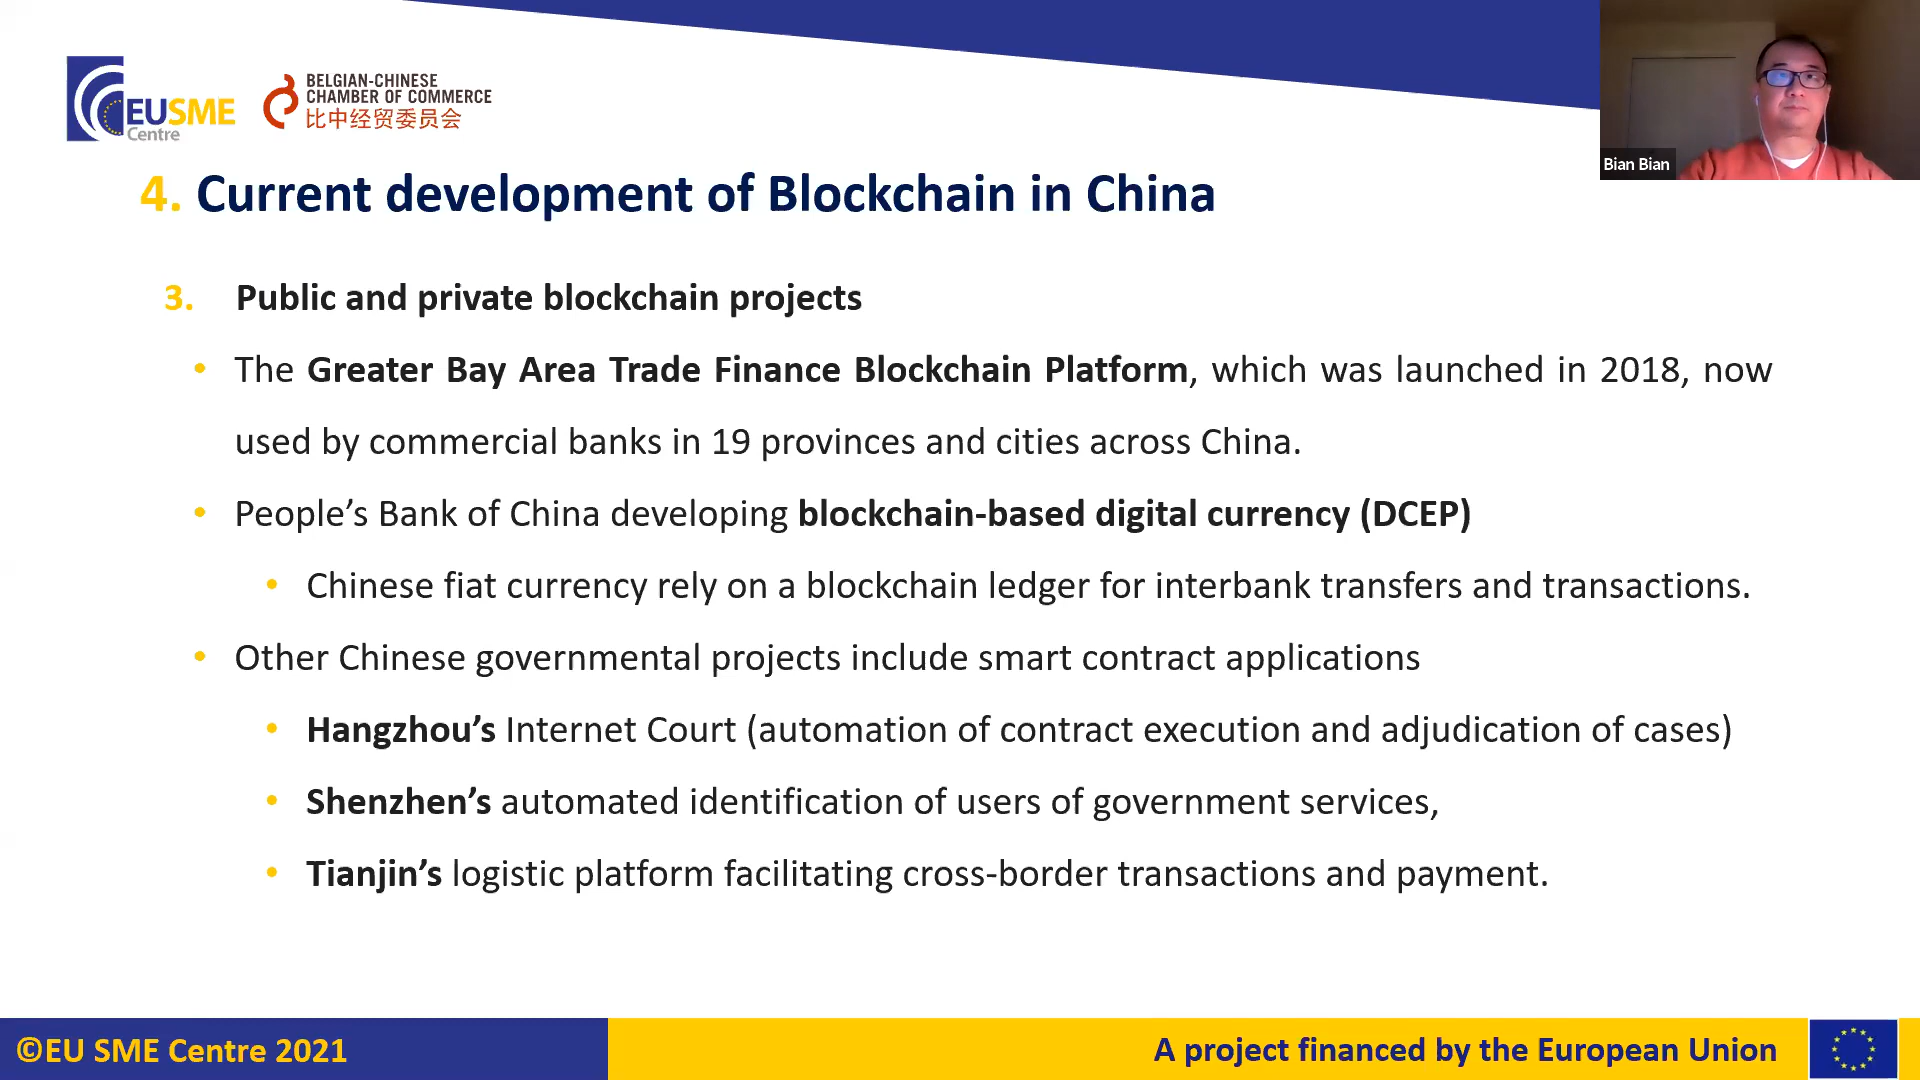 EUSME
Centre
BELGIAN-CHINESE
CHAMBER OF COMMERCE
比中经贸委员会
Bian Bian
4. Current development of Blockchain in China
3. Public and private blockchain projects
• The Greater Bay Area Trade Finance Blockchain Platform, which was launched in 2018, now
used by commercial banks in 19 provinces and cities across China.
• People’s Bank of China developing blockchain-based digital currency (DCEP)
• Chinese fiat currency rely on a blockchain ledger for interbank transfers and transactions.
• Other Chinese governmental projects include smart contract applications
• Hangzhou’s Internet Court (automation of contract execution and adjudication of cases)
• Shenzhen’s automated identification of users of government services,
• Tianjin’s logistic platform facilitating cross-border transactions and payment.
©EU SME Centre 2021
A project financed by the European Union